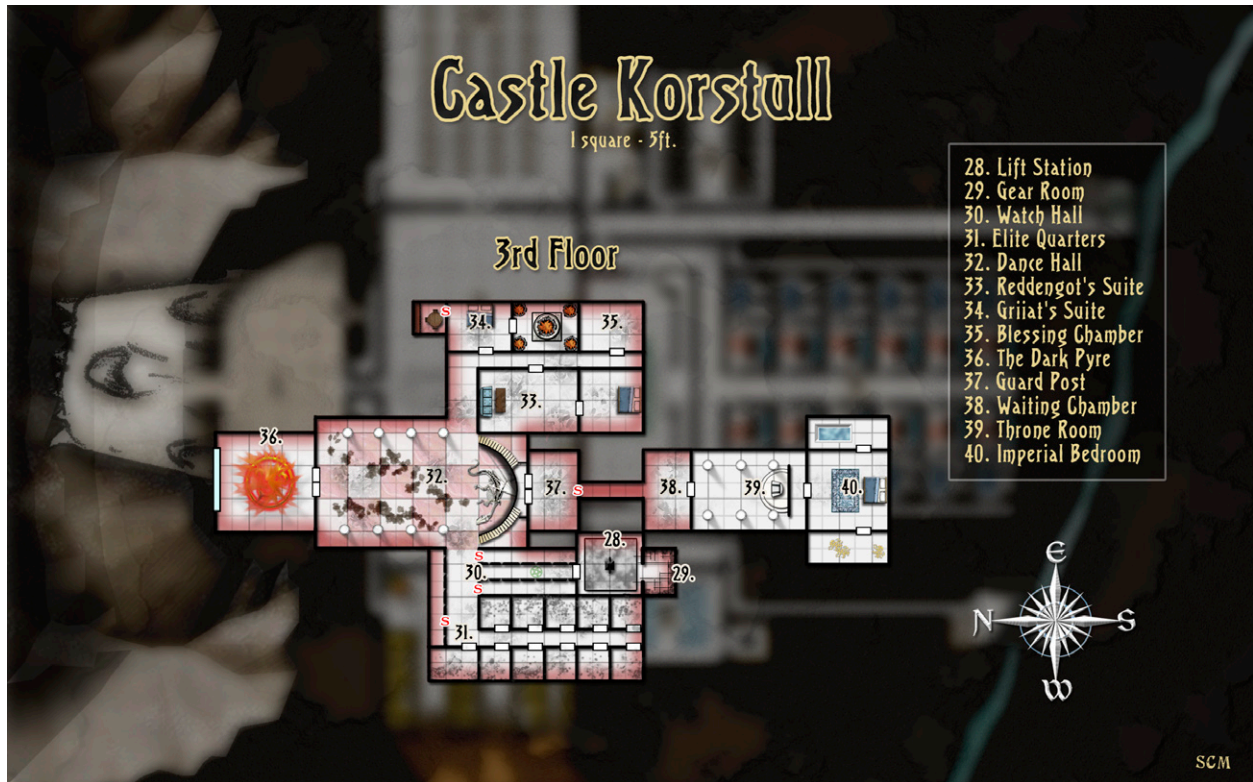 Castle Korstull
1 square - 5ft.
28. Lift Station
29. Gear Room
30. Watch Hall
31. Elite Quarters
32. Dance Hall
33. Reddengot's Suite
34. Griiat's Suite
35. Blessing Chamber
36. The Dark Pyre
37. Guard Post
38. Waiting Chamber
39. Throne Room
40. Imperial Bedroom
3rd Floor
S
34.
35.
33.
36.
32.
37.
S
38.
39.
40.
28.
S
30.
29.
S
S
31.
E
N
S
W
SCM